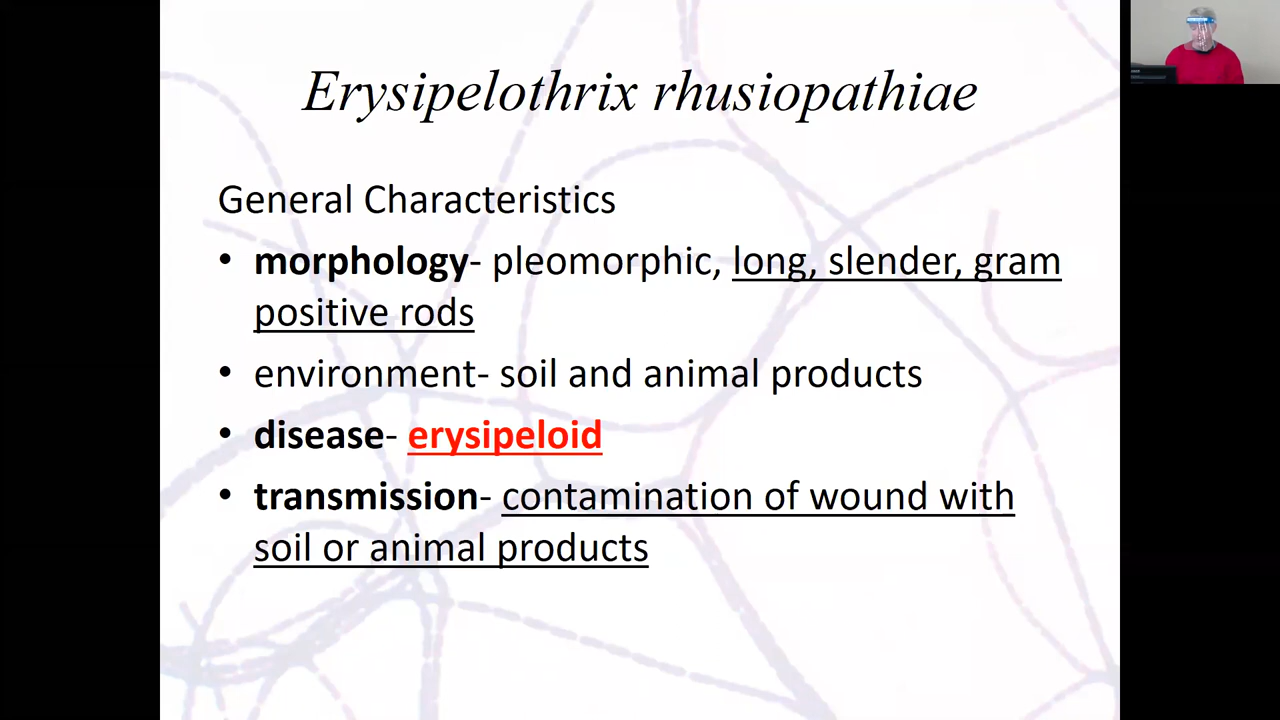 Erysipelothrix rhusiopathiae
General Characteristics
• morphology- pleomorphic, long, slender, gram
positive rods
• environment- soil and animal products
• disease- erysipeloid
• transmission- contamination of wound with
soil or animal products